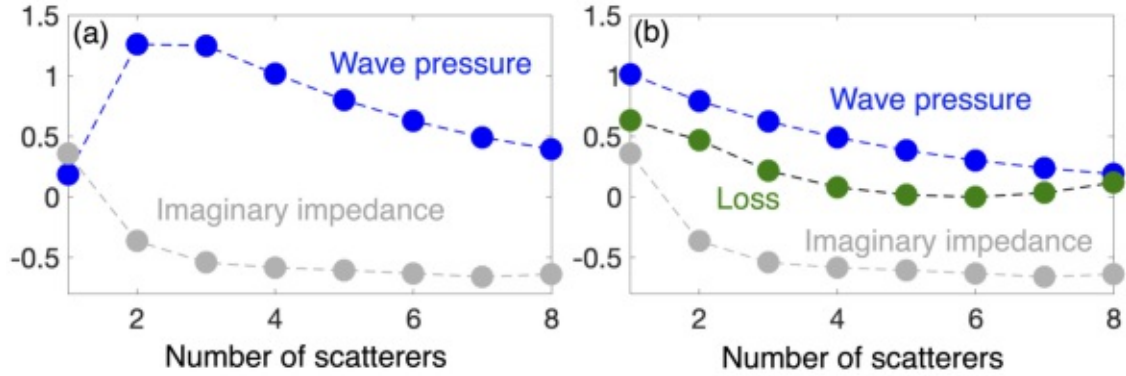 (a)
1.5
1
0.5
0
-0.5
Wave pressure
Imaginary impedance
2 4 6 8
Number of scatterers
(b)
1.5
1
0.5
0
-0.5
Wave pressure
Loss
Imaginary impedance
2 4 6 8
Number of scatterers